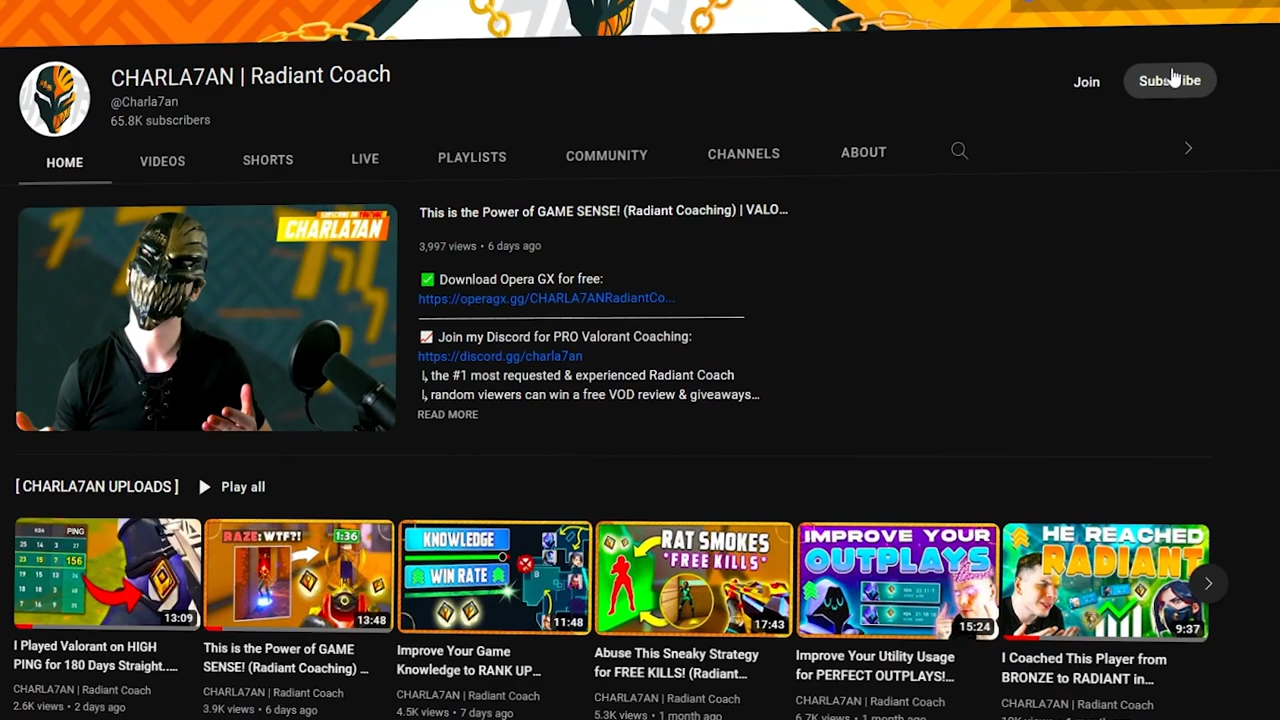 CHARLA7AN | Radiant Coach
@Charla7an
65.8K subscribers
Join
Subscribe
HOME
VIDEOS
SHORTS
LIVE
PLAYLISTS
COMMUNITY
CHANNELS
ABOUT
CHARLA7AN
This is the Power of GAME SENSE! (Radiant Coaching) | VALO...
3,997 views • 6 days ago
✅ Download Opera GX for free:
https://operagx.gg/CHARLA7ANRadiantCo...
📈 Join my Discord for PRO Valorant Coaching:
https://discord.gg/charla7an
the #1 most requested & experienced Radiant Coach
random viewers can win a free VOD review & giveaways...
READ MORE
[ CHARLA7AN UPLOADS ]
Play all
KDA PING
156
13:09
RAZE: WTF?!
1:36
13:48
KNOWLEDGE
WIN RATE
11:48
RAT SMOKES
*FREE KILLS*
17:43
IMPROVE YOUR
OUTPLAYS
15:24
HE REACHED
RADIANT
9:37
I Played Valorant on HIGH
PING for 180 Days Straight.....
CHARLA7AN | Radiant Coach
2.6K views • 2 days ago
This is the Power of GAME
SENSE! (Radiant Coaching) ...
CHARLA7AN | Radiant Coach
3.9K views • 6 days ago
Improve Your Game
Knowledge to RANK UP...
CHARLA7AN | Radiant Coach
4.5K views • 7 days ago
Abuse This Sneaky Strategy
for FREE KILLS! (Radiant...
CHARLA7AN | Radiant Coach
5.3K views • 1 month ago
Improve Your Utility Usage
for PERFECT OUTPLAYS!...
CHARLA7AN | Radiant Coach
6.7K views • 1 month ago
I Coached This Player from
BRONZE to RADIANT in...
CHARLA7AN | Radiant Coach